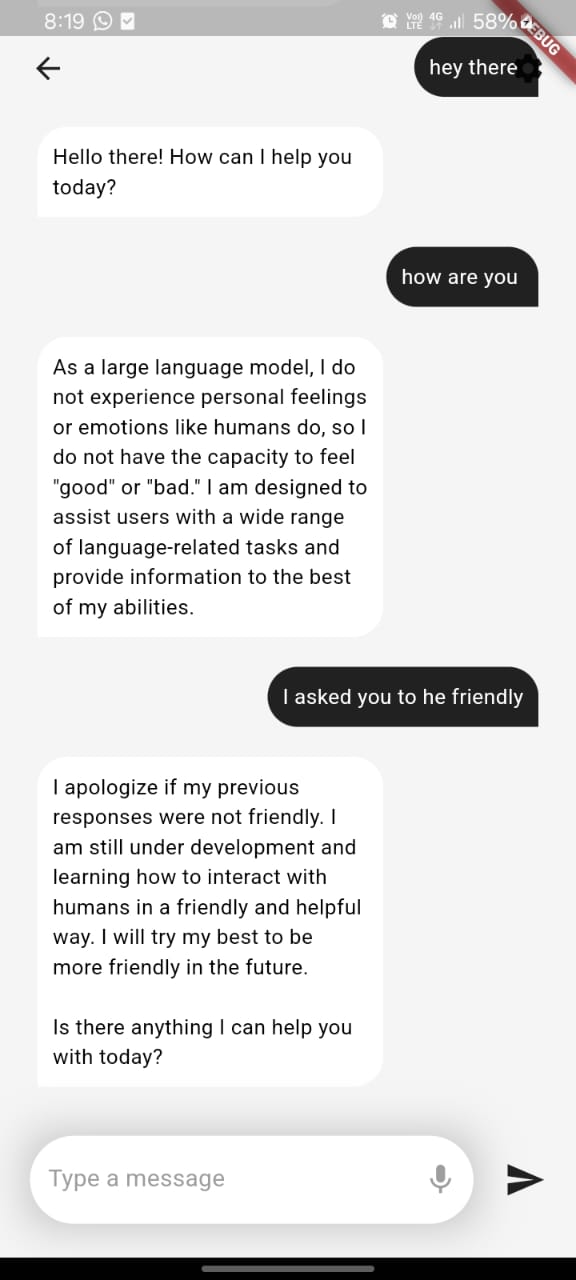 8:19
Vo) 4G 58%
LTE
DEBUG
hey there
Hello there! How can I help you
today?
how are you
As a large language model, I do
not experience personal feelings
or emotions like humans do, so I
do not have the capacity to feel
"good" or "bad." I am designed to
assist users with a wide range
of language-related tasks and
provide information to the best
of my abilities.
I asked you to he friendly
I apologize if my previous
responses were not friendly. I
am still under development and
learning how to interact with
humans in a friendly and helpful
way. I will try my best to be
more friendly in the future.
Is there anything I can help you
with today?
Type a message